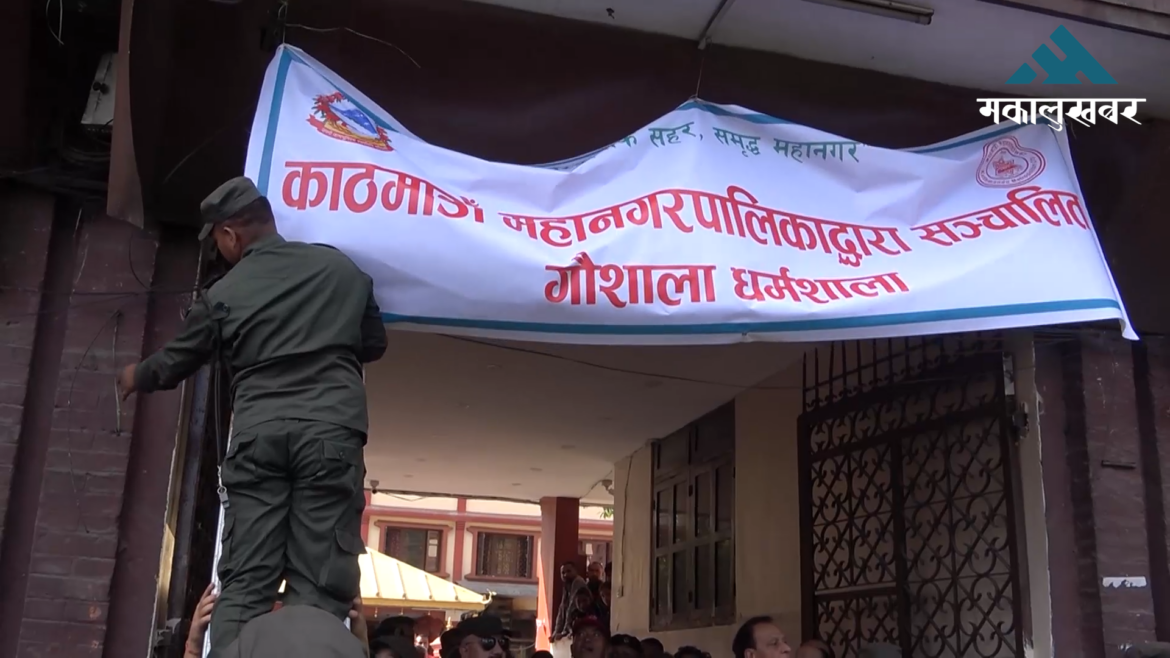 मकालुखबर
सहर, समृद्ध महानगर
काठमाडौँ महानगरपालिकाद्वारा सञ्चालित
गौशाला धर्मशाला